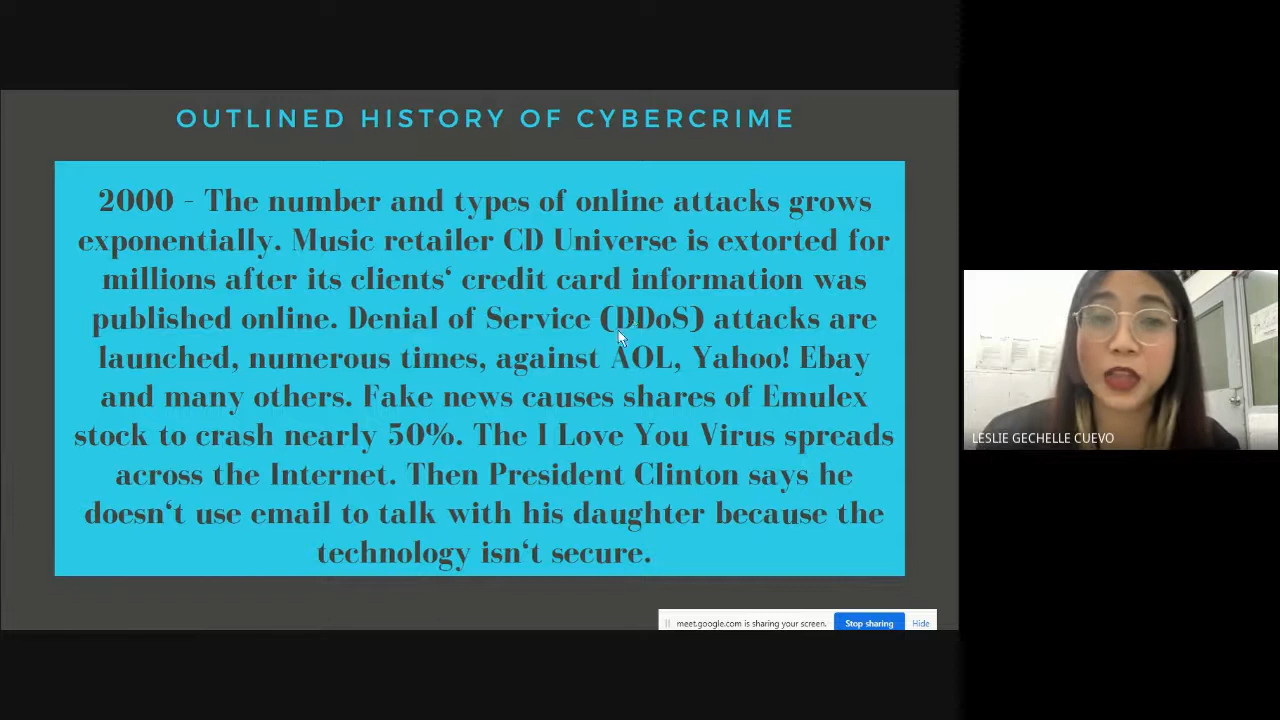 OUTLINED HISTORY OF CYBERCRIME
2000 - The number and types of online attacks grows
exponentially. Music retailer CD Universe is extorted for
millions after its clients‘ credit card information was
published online. Denial of Service (DDoS) attacks are
launched, numerous times, against AOL, Yahoo! Ebay
and many others. Fake news causes shares of Emulex
stock to crash nearly 50%. The I Love You Virus spreads
across the Internet. Then President Clinton says he
doesn‘t use email to talk with his daughter because the
technology isn‘t secure.
meet.google.com is sharing your screen.
Stop sharing
Hide
LESLIE GECHELLE CUEVO